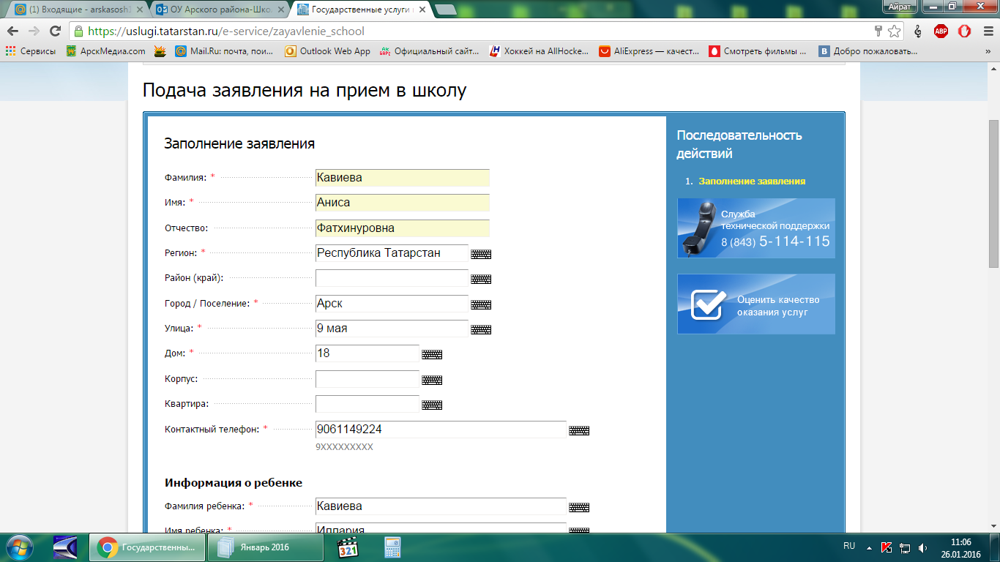 (1) Входящие - arskasosh1
ОУ Арского района-Шко
Государственные услуги
Айрат
https://uslugi.tatarstan.ru/e-service/zayavlenie_school
ABP
Сервисы
АрскМедиа.com
Mail.Ru: почта, пои...
Outlook Web App
Официальный сайт...
Хоккей на AllHocke...
AliExpress — качест...
Смотреть фильмы ...
Добро пожаловать...
»
Подача заявления на прием в школу
Заполнение заявления
Фамилия: * Кавиева
Имя: * Аниса
Отчество: Фатхинуровна
Регион: * Республика Татарстан
Район (край):
Город / Поселение: * Арск
Улица: * 9 мая
Дом: * 18
Корпус:
Квартира:
Контактный телефон: * 9061149224
9XXXXXXXXX
Информация о ребенке
Фамилия ребенка: * Кавиева
Имя ребенка: *
Последовательность
действий
1. Заполнение заявления
Служба
технической поддержки
8 (843) 5-114-115
Оценить качество
оказания услуг
Государственны...
Январь 2016
321
RU
11:06
26.01.2016